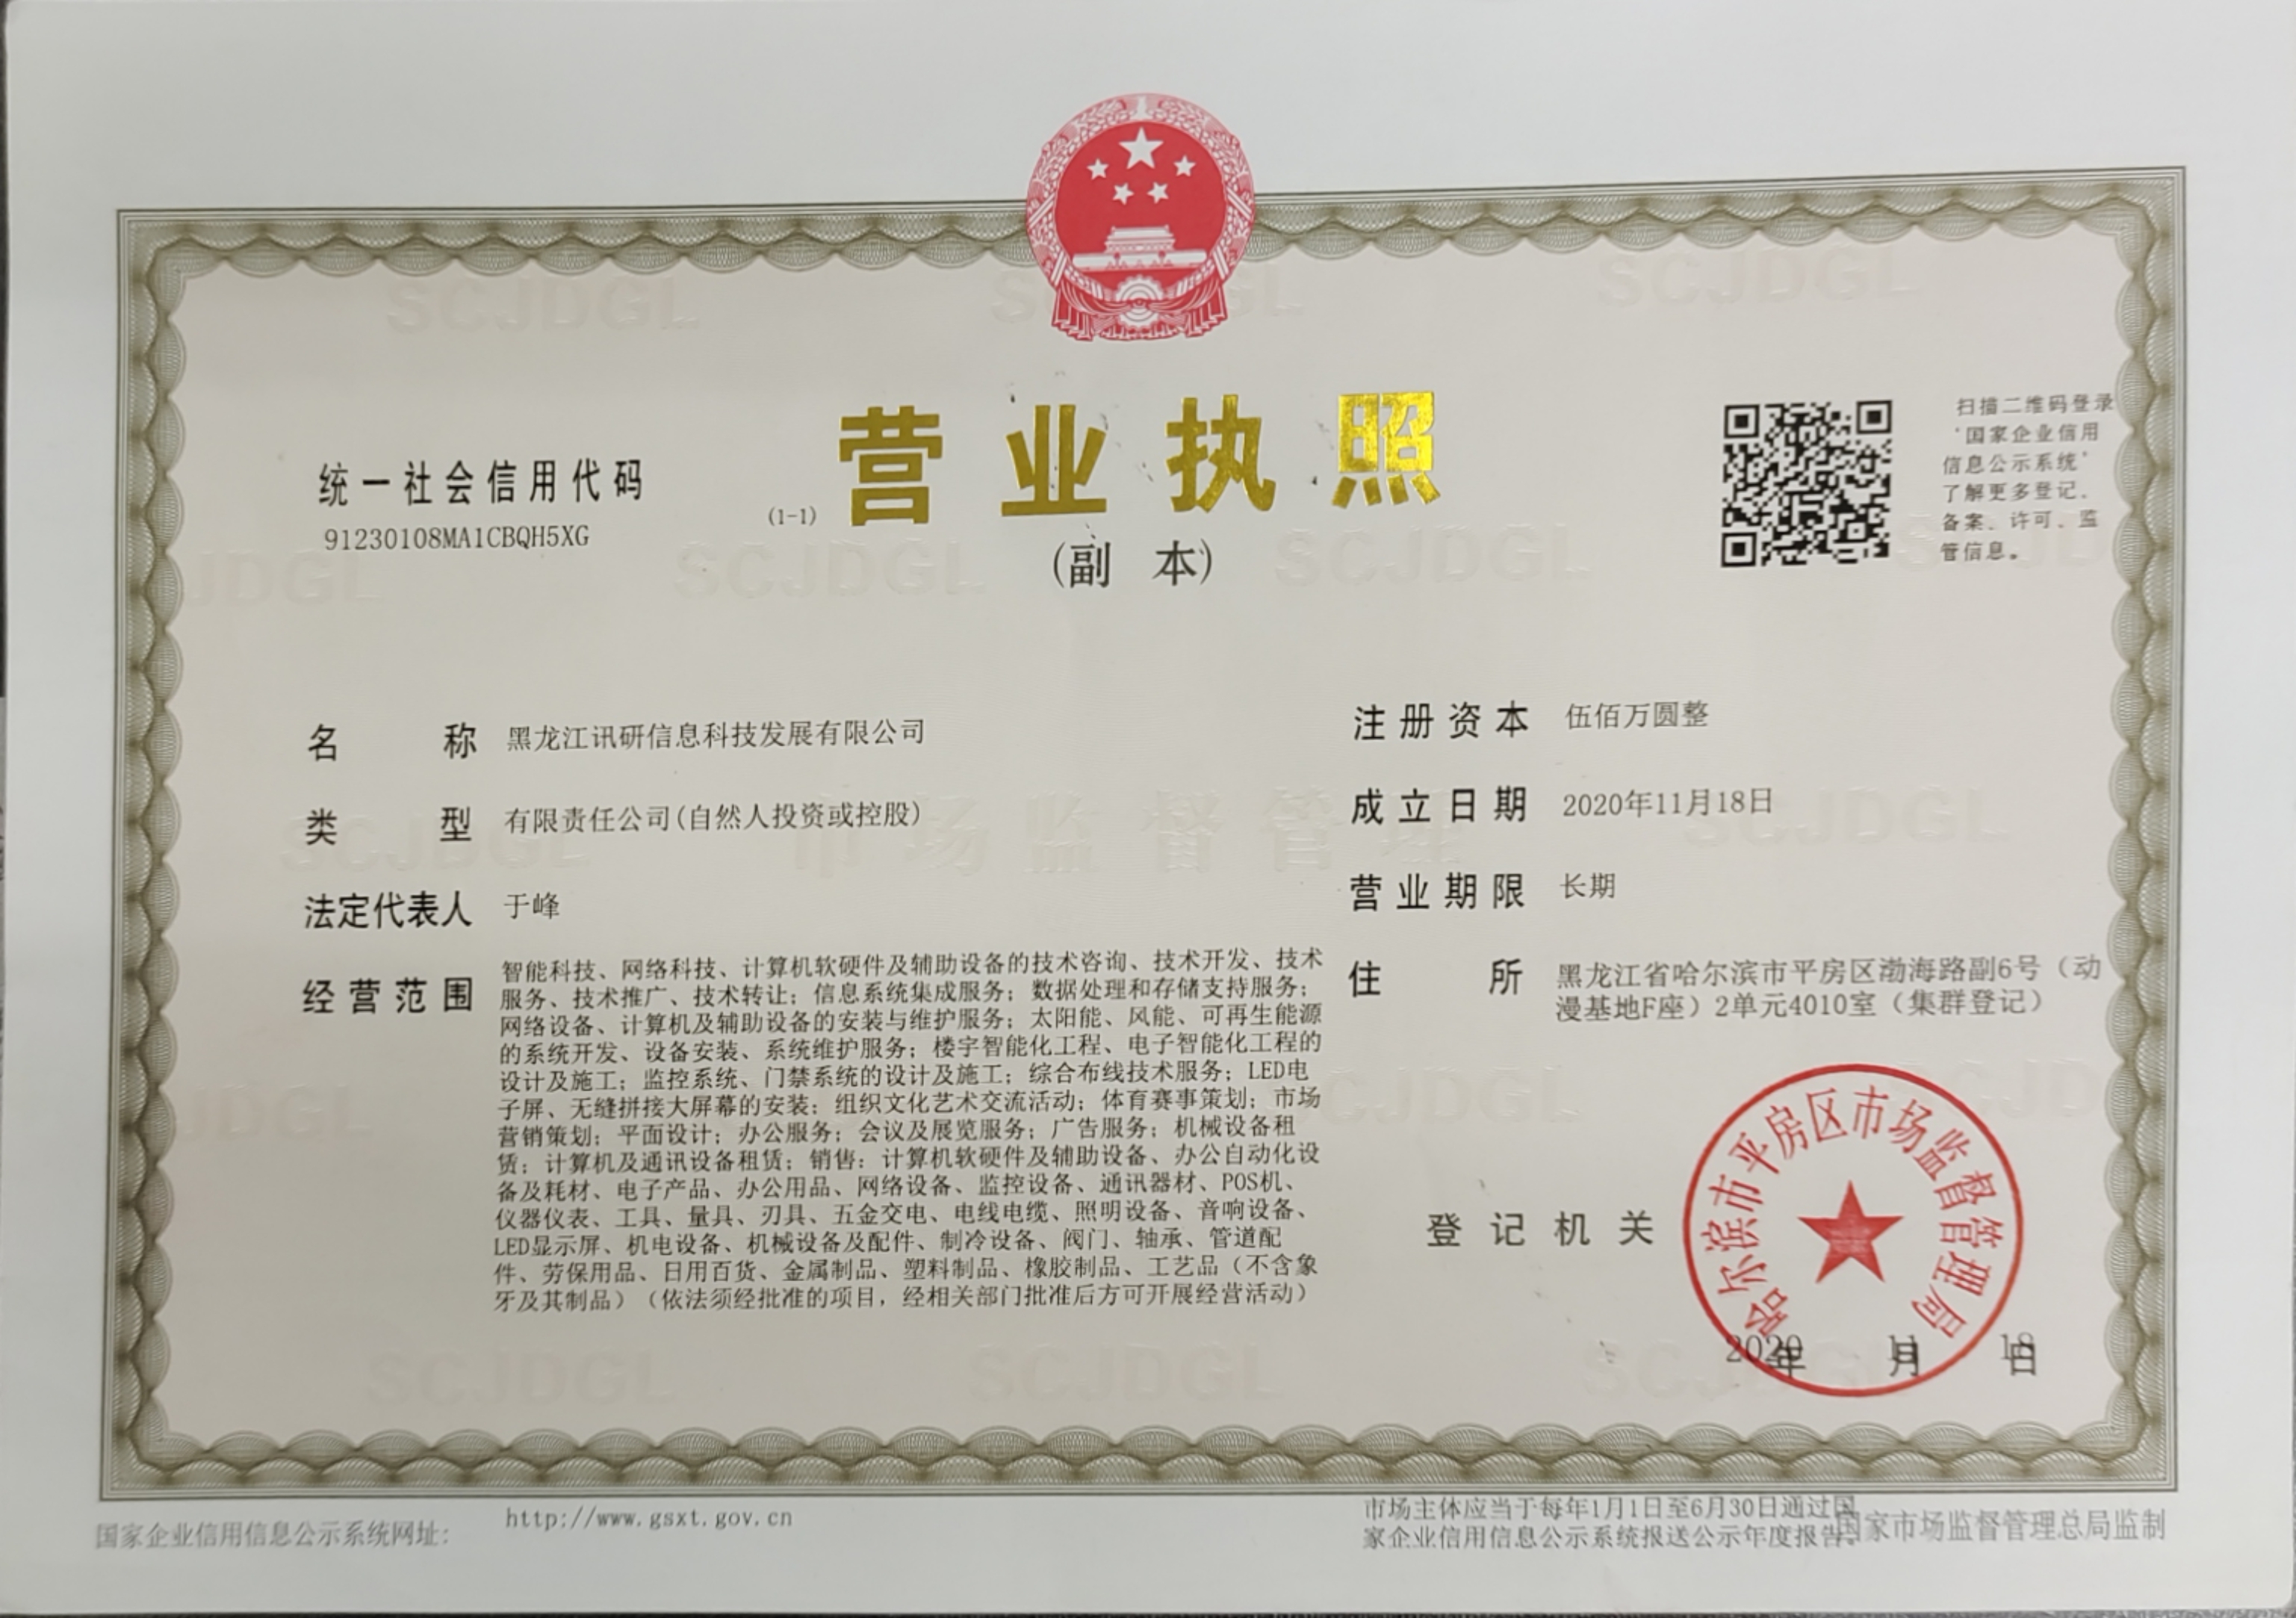 营业执照
(1-1)
(副 本)
统一社会信用代码
91230108MA1CBQH5XG
扫描二维码登录
'国家企业信用
信息公示系统'
了解更多登记、
备案、许可、监
管信息。
名 称 黑龙江讯研信息科技发展有限公司
类 型 有限责任公司(自然人投资或控股)
法定代表人 于峰
经营范围 智能科技、网络科技、计算机软硬件及辅助设备的技术咨询、技术开发、技术
服务、技术推广、技术转让；信息系统集成服务；数据处理和存储支持服务；
网络设备、计算机及辅助设备的安装与维护服务；太阳能、风能、可再生能源
的系统开发、设备安装、系统维护服务；楼宇智能化工程、电子智能化工程的
设计及施工；监控系统、门禁系统的设计及施工；综合布线技术服务；LED电
子屏、无缝拼接大屏幕的安装；组织文化艺术交流活动；体育赛事策划；市场
营销策划；平面设计；办公服务；会议及展览服务；广告服务；机械设备租
赁；计算机及通讯设备租赁；销售：计算机软硬件及辅助设备、办公自动化设
备及耗材、电子产品、办公用品、网络设备、监控设备、通讯器材、POS机、
仪器仪表、工具、量具、刃具、五金交电、电线电缆、照明设备、音响设备、
LED显示屏、机电设备、机械设备及配件、制冷设备、阀门、轴承、管道配
件、劳保用品、日用百货、金属制品、塑料制品、橡胶制品、工艺品（不含象
牙及其制品）（依法须经批准的项目，经相关部门批准后方可开展经营活动）
注册资本 伍佰万圆整
成立日期 2020年11月18日
营业期限 长期
住 所 黑龙江省哈尔滨市平房区渤海路副6号（动
漫基地F座）2单元4010室（集群登记）
登记机关
哈尔滨市平房区市场监督管理局
2020年 11月 18日
国家企业信用信息公示系统网址: http://www.gsxt.gov.cn
市场主体应当于每年1月1日至6月30日通过国
家企业信用信息公示系统报送公示年度报告。
国家市场监督管理总局监制
市场监督管理
SCJDGL